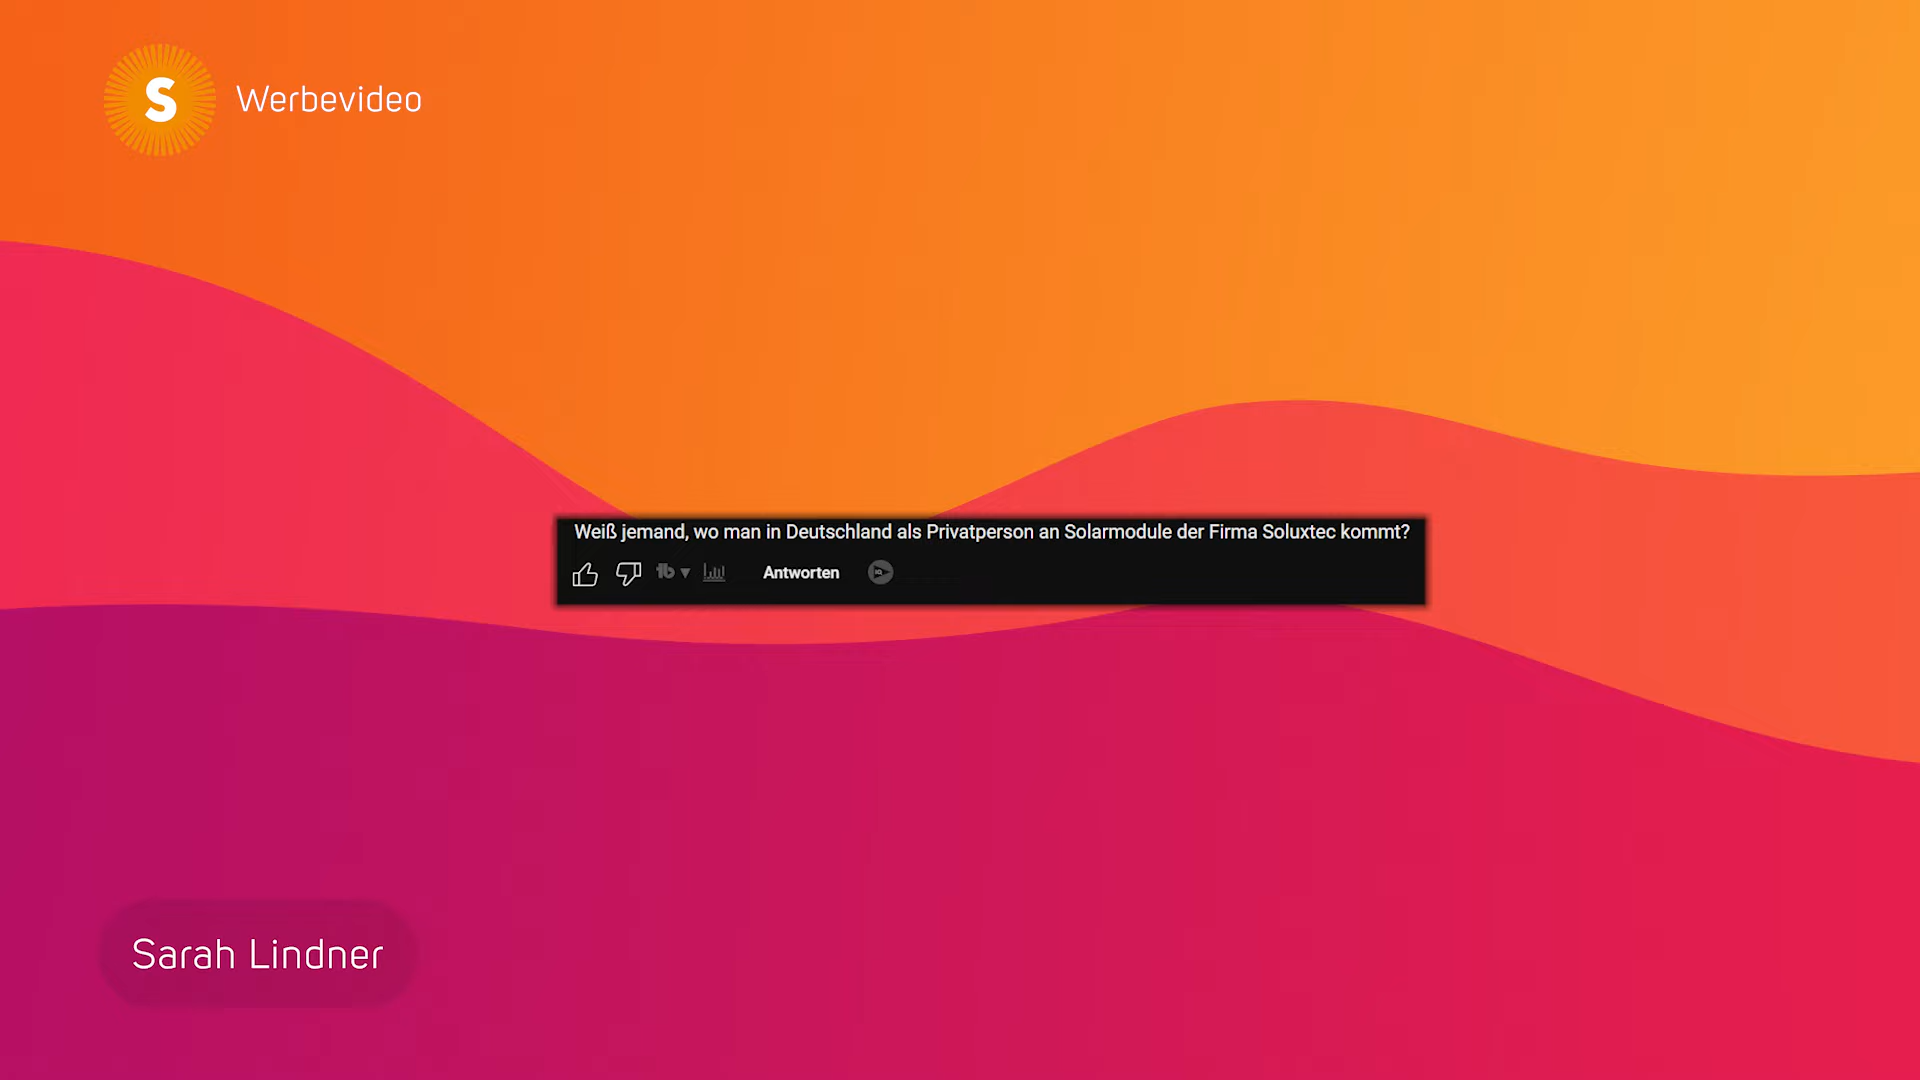 S
Werbevideo
Weiß jemand, wo man in Deutschland als Privatperson an Solarmodule der Firma Soluxtec kommt?
Antworten
Sarah Lindner